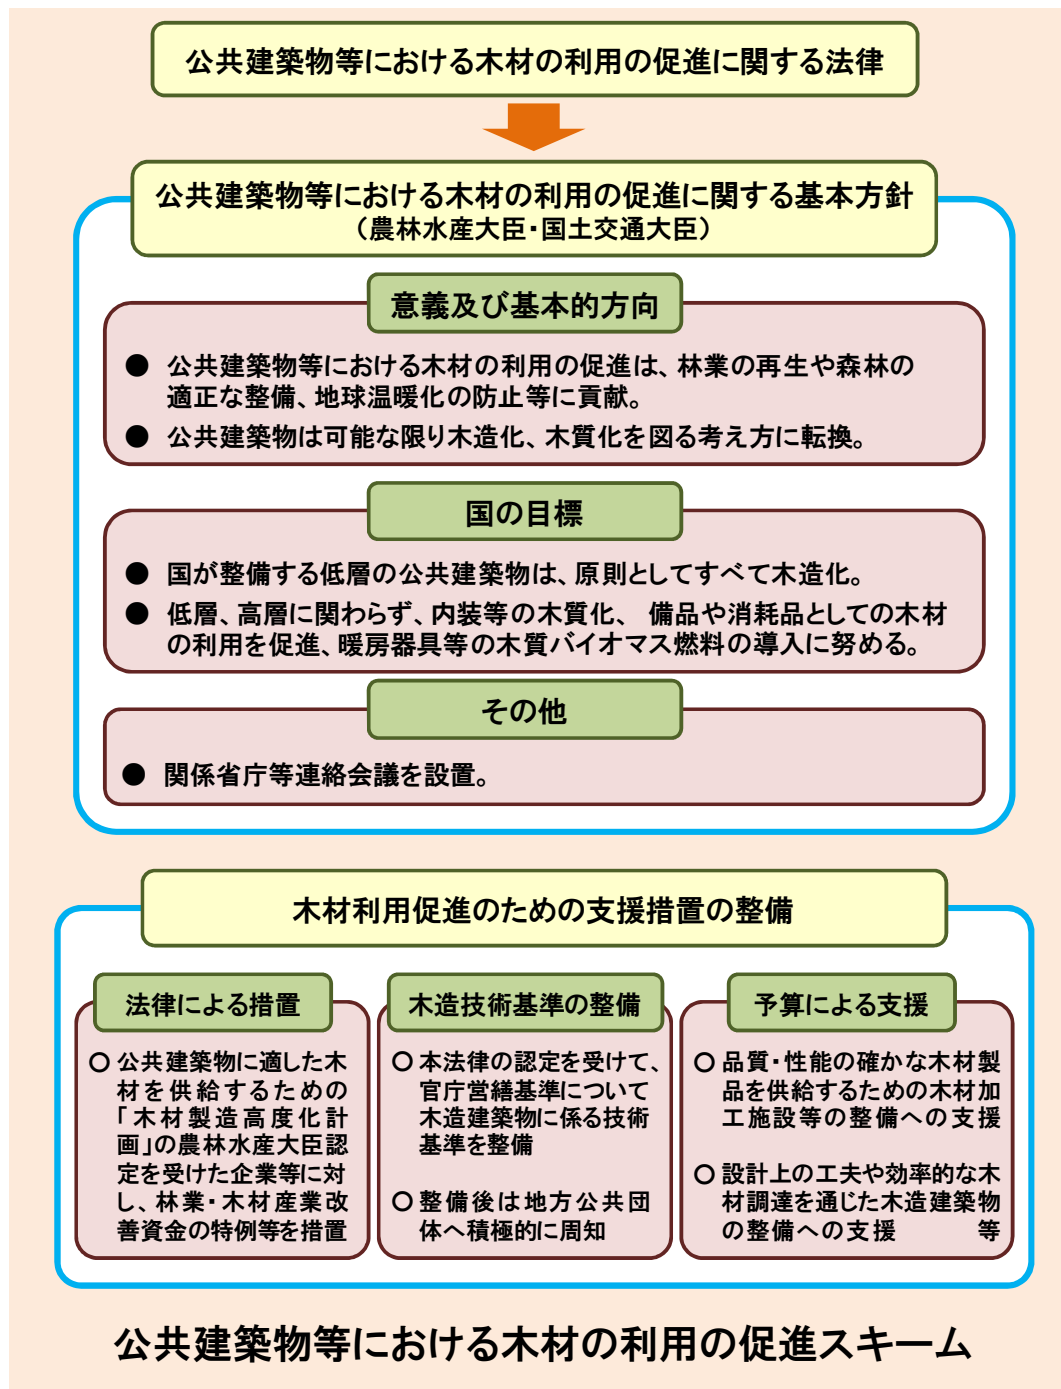 公共建築物等における木材の利用の促進に関する法律
公共建築物等における木材の利用の促進に関する基本方針
（農林水産大臣・国土交通大臣）
意義及び基本的方向
● 公共建築物等における木材の利用の促進は、林業の再生や森林の
適正な整備、地球温暖化の防止等に貢献。
● 公共建築物は可能な限り木造化、木質化を図る考え方に転換。
国の目標
● 国が整備する低層の公共建築物は、原則としてすべて木造化。
● 低層、高層に関わらず、内装等の木質化、 備品や消耗品としての木材
の利用を促進、暖房器具等の木質バイオマス燃料の導入に努める。
その他
● 関係省庁等連絡会議を設置。
木材利用促進のための支援措置の整備
法律による措置
○ 公共建築物に適した木
材を供給するための
「木材製造高度化計
画」の農林水産大臣認
定を受けた企業等に対
し、林業・木材産業改
善資金の特例等を措置
木造技術基準の整備
○ 本法律の認定を受けて、
官庁営繕基準について
木造建築物に係る技術
基準を整備
○ 整備後は地方公共団
体へ積極的に周知
予算による支援
○ 品質・性能の確かな木材製
品を供給するための木材加
工施設等の整備への支援
○ 設計上の工夫や効率的な木
材調達を通じた木造建築物
の整備への支援 等
公共建築物等における木材の利用の促進スキーム